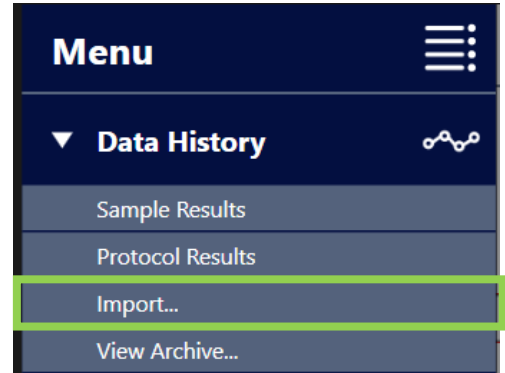 Menu
Data History
Sample Results
Protocol Results
Import...
View Archive...